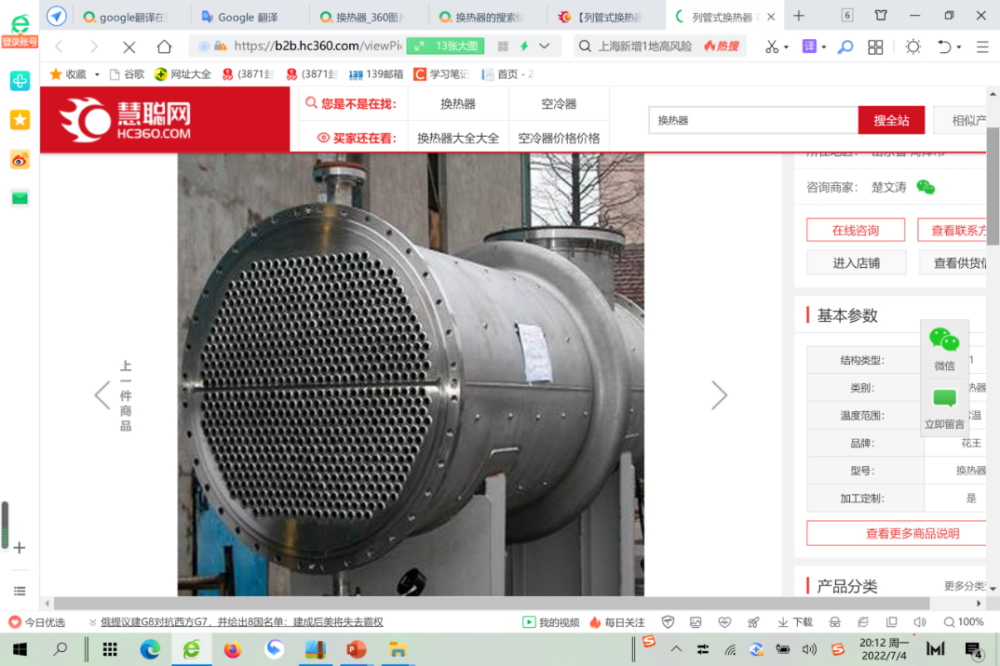 google翻译在
Google 翻译
换热器_360图片
换热器的搜索结
【列管式换热器
列管式换热器
6
登录账号
https://b2b.hc360.com/viewPi
13张大图
上海新增1地高风险
热搜
译
收藏
谷歌
网址大全
(3871封
(3871封
139邮箱
学习笔记
首页 - 2
慧聪网
HC360.COM
您是不是在找:
换热器
空冷器
买家还在看:
换热器大全大全
空冷器价格价格
换热器
搜全站
相似产
咨询商家: 楚文涛
在线咨询
查看联系方
进入店铺
查看供货信
基本参数
结构类型:
1
类别:
热器
温度范围:
温
品牌:
花王
型号:
换热器
加工定制:
是
微信
立即留言
查看更多商品说明
产品分类
更多分类
上一件商品
今日优选
俄提议建G8对抗西方G7，并给出8国名单：建成后美将失去霸权
我的视频
每日关注
下载
100%
20:12 周一
2022/7/4
4